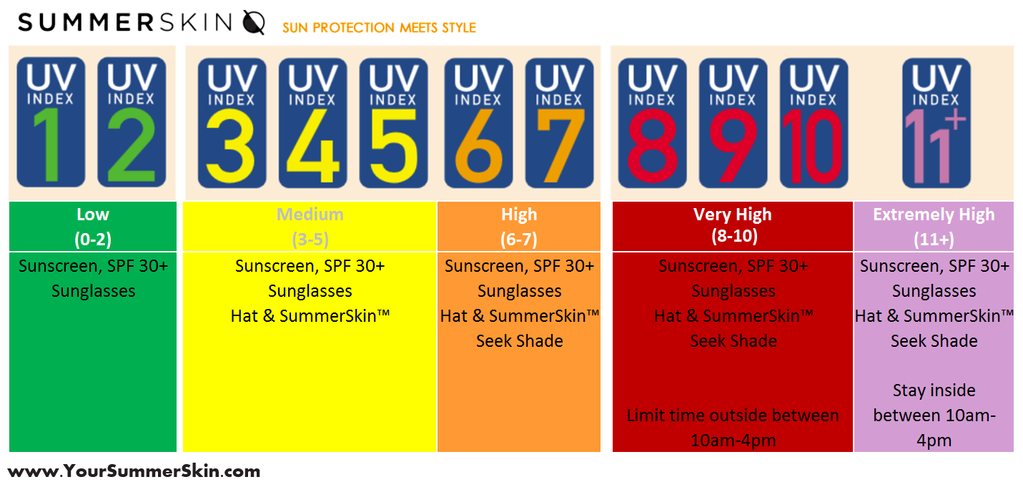 SUMMERSKIN SUN PROTECTION MEETS STYLE
UV INDEX 1
UV INDEX 2
UV INDEX 3
UV INDEX 4
UV INDEX 5
UV INDEX 6
UV INDEX 7
UV INDEX 8
UV INDEX 9
UV INDEX 10
UV INDEX 11+
Low
(0-2)
Sunscreen, SPF 30+
Sunglasses
Medium
(3-5)
Sunscreen, SPF 30+
Sunglasses
Hat & SummerSkin™
High
(6-7)
Sunscreen, SPF 30+
Sunglasses
Hat & SummerSkin™
Seek Shade
Very High
(8-10)
Sunscreen, SPF 30+
Sunglasses
Hat & SummerSkin™
Seek Shade
Limit time outside between
10am-4pm
Extremely High
(11+)
Sunscreen, SPF 30+
Sunglasses
Hat & SummerSkin™
Seek Shade
Stay inside
between 10am-
4pm
www.YourSummerSkin.com